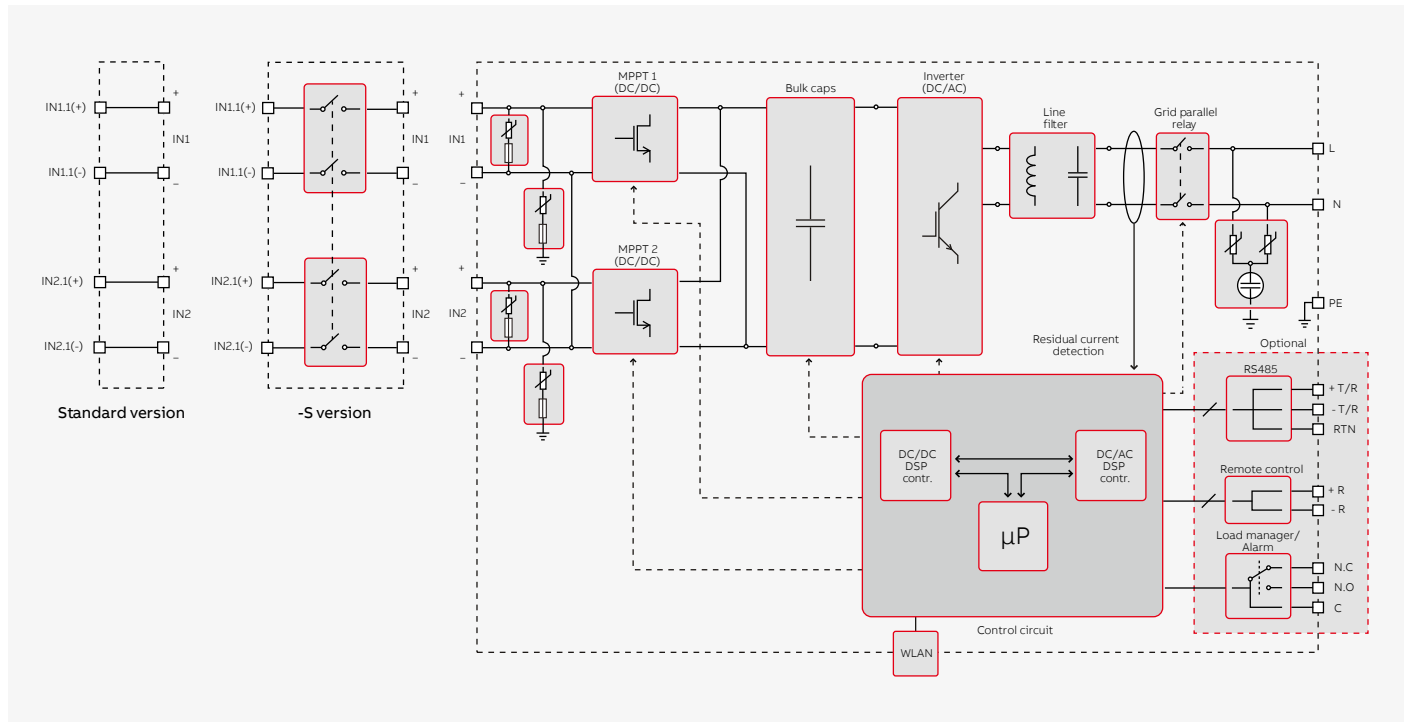 IN1.1(+)
+
IN1
IN1.1(-)
–
IN2.1(+)
+
IN2
IN2.1(-)
–
Standard version
IN1.1(+)
+
IN1
IN1.1(-)
–
IN2.1(+)
+
IN2
IN2.1(-)
–
-S version
+
IN1
–
+
IN2
–
MPPT 1
(DC/DC)
MPPT 2
(DC/DC)
Bulk caps
Inverter
(DC/AC)
Line
filter
Grid parallel
relay
L
N
PE
Residual current
detection
Optional
RS485
+ T/R
- T/R
RTN
Remote control
+ R
- R
Load manager/
Alarm
N.C
N.O
C
DC/DC
DSP
contr.
DC/AC
DSP
contr.
µP
Control circuit
WLAN